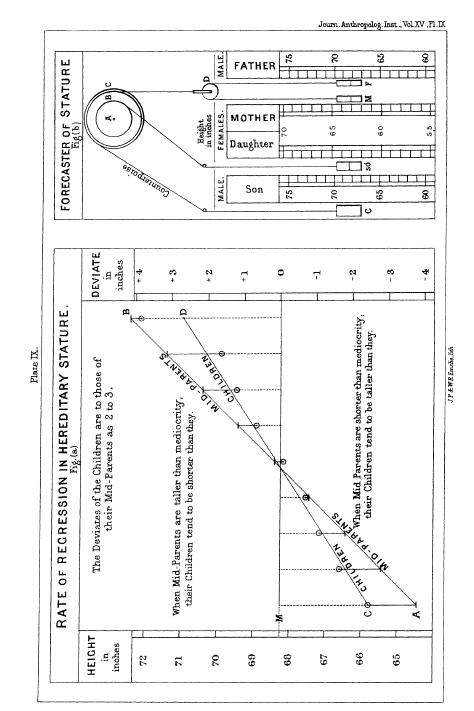 Journ. Anthropolog. Inst., Vol. XV, Pl. IX
Plate IX.
RATE OF REGRESSION IN HEREDITARY STATURE.
Fig. (a)
HEIGHT
in
inches
DEVIATE
in
inches
The Deviates of the Children are to those of
their Mid-Parents as 2 to 3.
When Mid-Parents are taller than mediocrity,
their Children tend to be shorter than they.
When Mid Parents are shorter than mediocrity,
their Children tend to be taller than they.
MID-PARENTS
CHILDREN
CHILDREN
MID-PARENTS
B
D
M
C
A
72
71
70
69
68
67
66
65
+4
+3
+2
+1
0
-1
-2
-3
-4
FORECASTER OF STATURE
Fig. (b)
A
B
C
D
Counterpoise
Height
in inches
MALE.
FATHER
75
70
65
60
F
M
FEMALES.
MOTHER
Daughter
70
65
60
55
sd
MALE.
Son
75
70
65
60
C